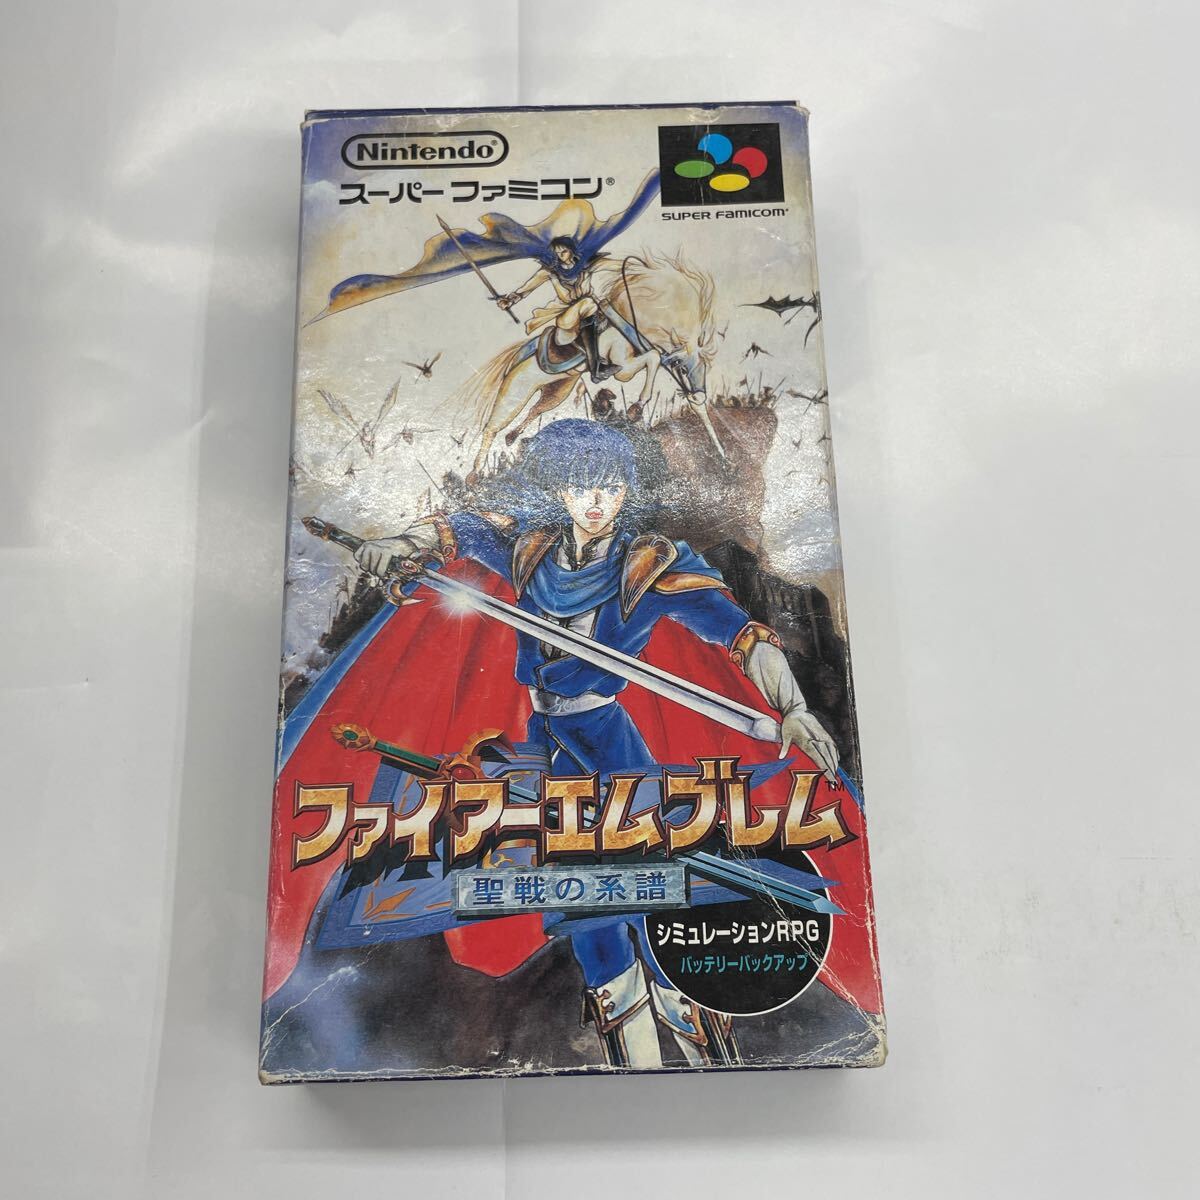 Nintendo®
スーパーファミコン®
SUPER FAMICOM®
ファイアーエムブレム™
聖戦の系譜
シミュレーションRPG
バッテリーバックアップ